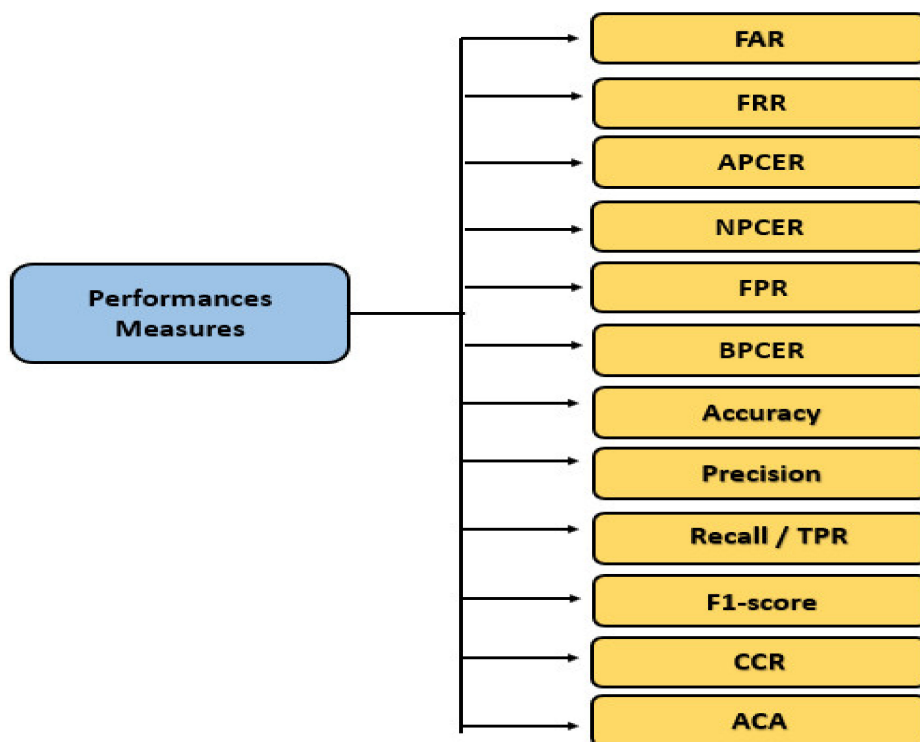 FAR
FRR
APCER
NPCER
Performances
Measures
FPR
BPCER
Accuracy
Precision
Recall / TPR
F1-score
CCR
ACA